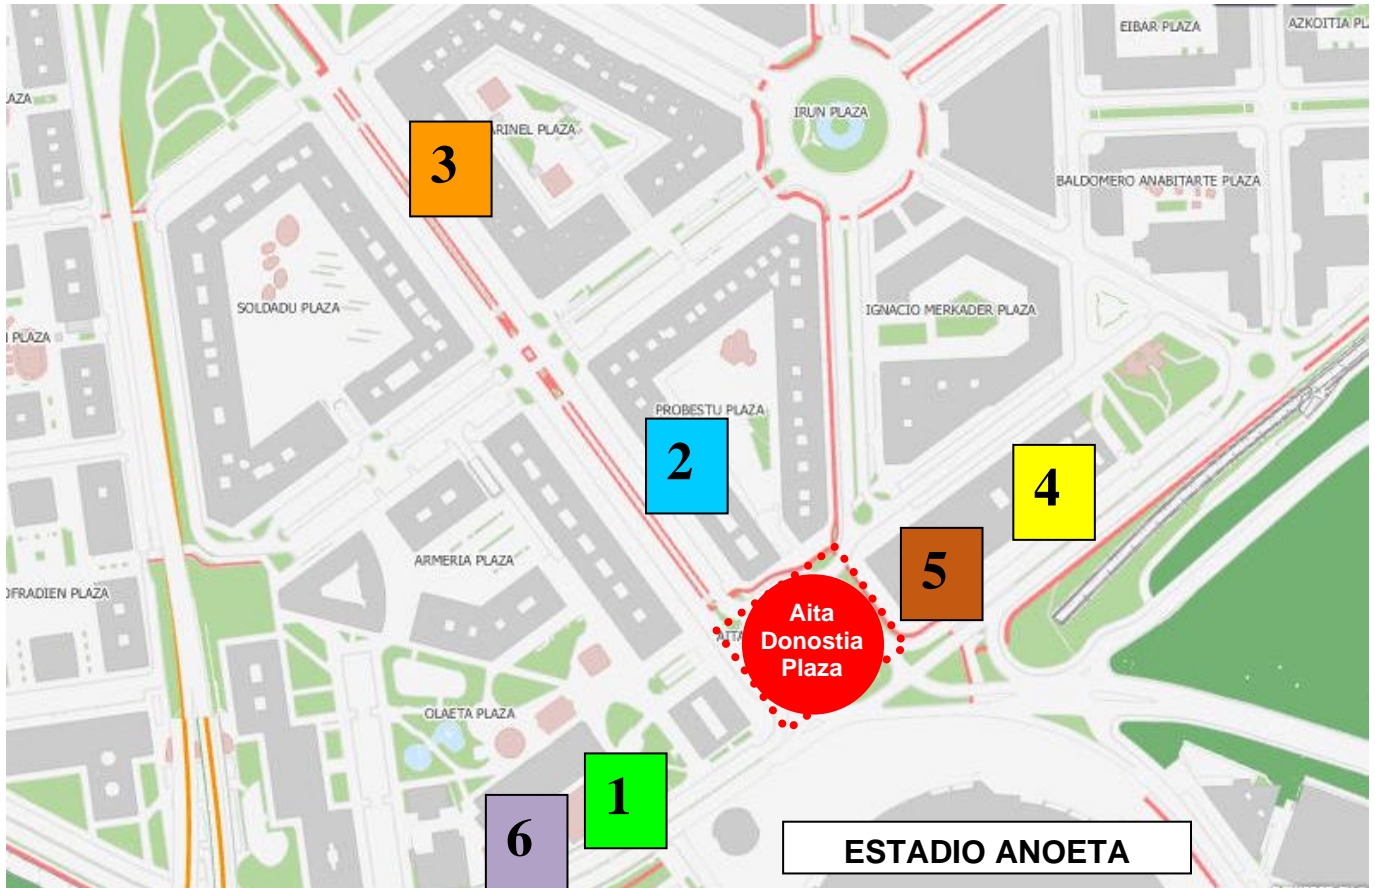 EIBAR PLAZA
AZKOITIA PL
AZA
IRUN PLAZA
3
ARINEL PLAZA
BALDOMERO ANABITARTE PLAZA
SOLDADU PLAZA
IGNACIO MERKADER PLAZA
PLAZA
PROBESTU PLAZA
2
4
ARMERIA PLAZA
5
OFRADIEN PLAZA
Aita
Donostia
Plaza
AITA
OLAETA PLAZA
1
6
ESTADIO ANOETA